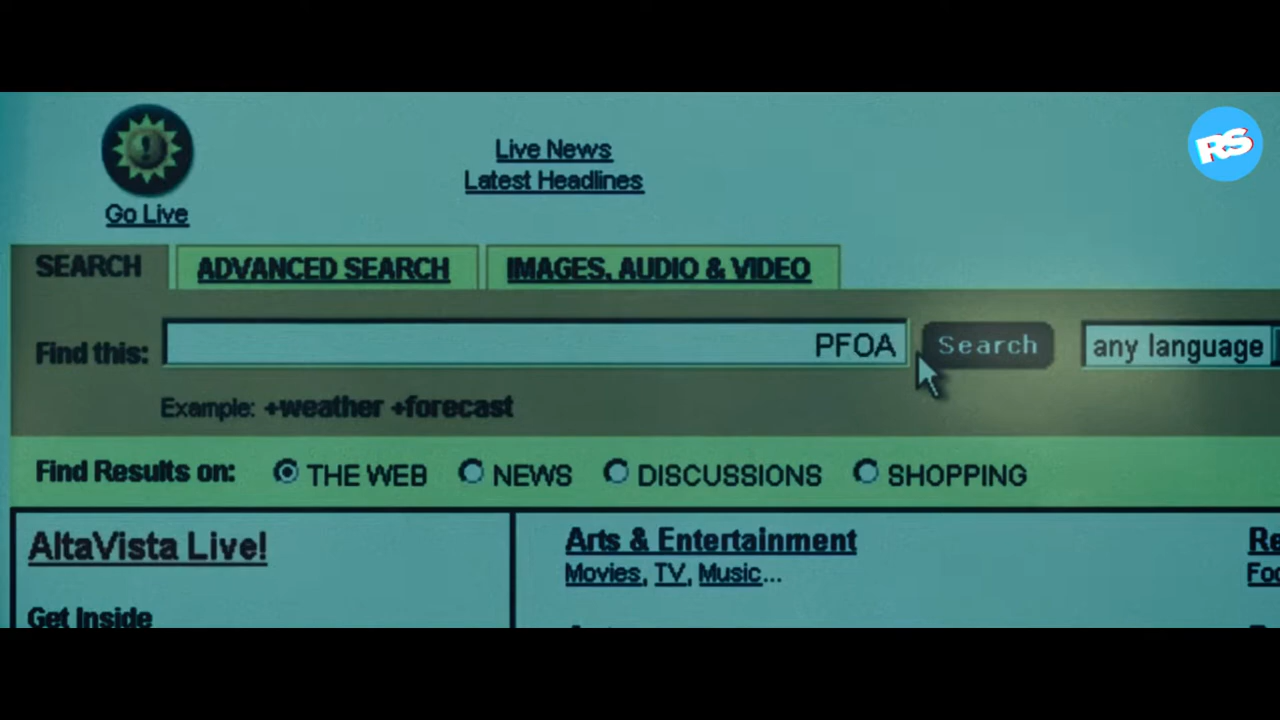 RS
Go Live
Live News
Latest Headlines
SEARCH ADVANCED SEARCH IMAGES, AUDIO & VIDEO
Find this: PFOA Search any language
Example: +weather +forecast
Find Results on: THE WEB NEWS DISCUSSIONS SHOPPING
AltaVista Live!
Get Inside
Arts & Entertainment
Movies, TV, Music...